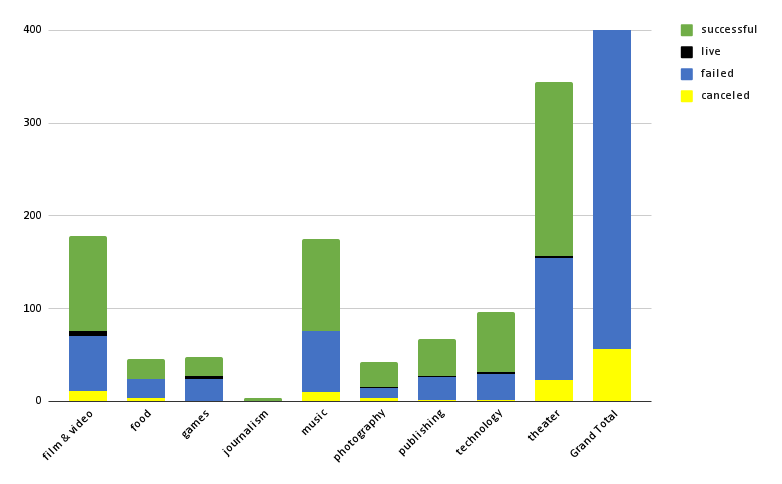 400
300
200
100
0
film & video
food
games
journalism
music
photography
publishing
technology
theater
Grand Total
successful
live
failed
canceled